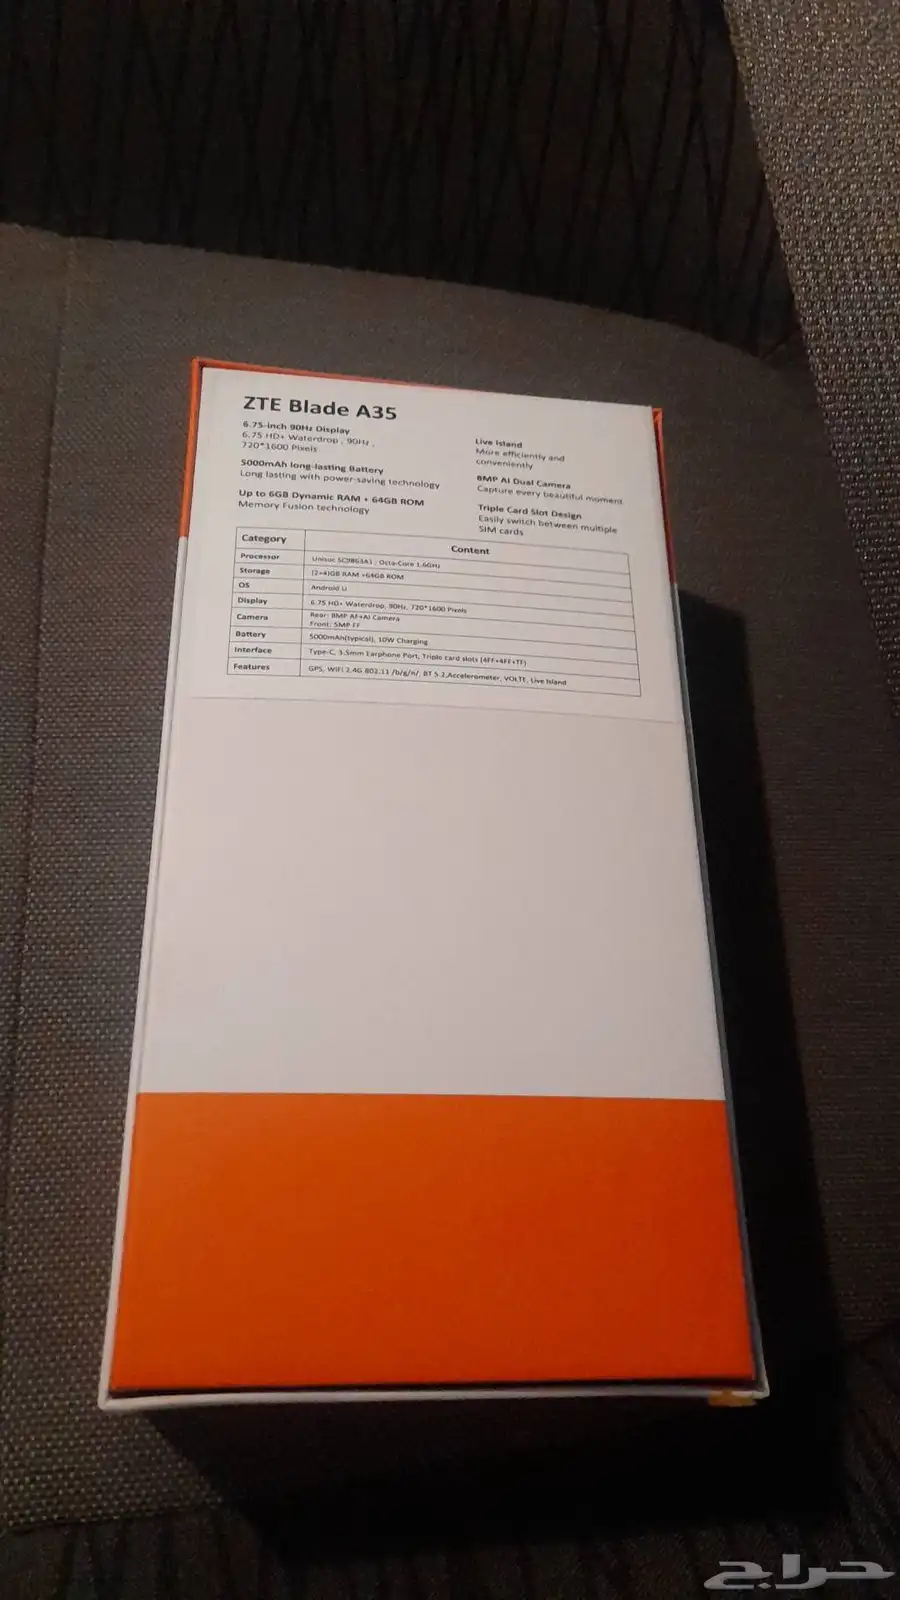 ZTE Blade A35
6.75-inch 90Hz Display
6.75 HD+ Waterdrop , 90Hz ,
720*1600 Pixels
5000mAh long-lasting Battery
Long lasting with power-saving technology
Up to 6GB Dynamic RAM + 64GB ROM
Memory Fusion technology
Live Island
More efficiently and
conveniently
8MP AI Dual Camera
Capture every beautiful moment
Triple Card Slot Design
Easily switch between multiple
SIM cards
Category Content
Processor Unisoc SC9863A1 , Octa-Core 1.6GHz
Storage (2+4)GB RAM +64GB ROM
OS Android U
Display 6.75 HD+ Waterdrop, 90Hz, 720*1600 Pixels
Camera Rear: 8MP AF+AI Camera
Front: 5MP FF
Battery 5000mAh(typical), 10W Charging
Interface Type-C, 3.5mm Earphone Port, Triple card slots (4FF+4FF+TF)
Features GPS, WiFi 2.4G 802.11 /b/g/n/, BT 5.2,Accelerometer, VOLTE, Live Island
حراج